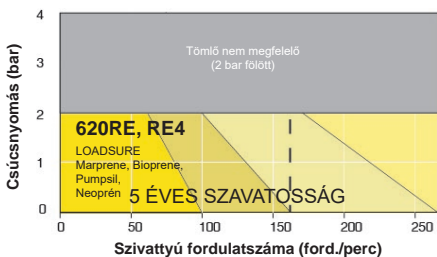 Csúcsnyomás (bar)
4
3
2
1
0
Tömlő nem megfelelő
(2 bar fölött)
620RE, RE4
LOADSURE
Marprene, Bioprene,
Pumpsil,
Neoprén
5 ÉVES SZAVATOSSÁG
0 50 100 150 200 250
Szivattyú fordulatszáma (ford./perc)